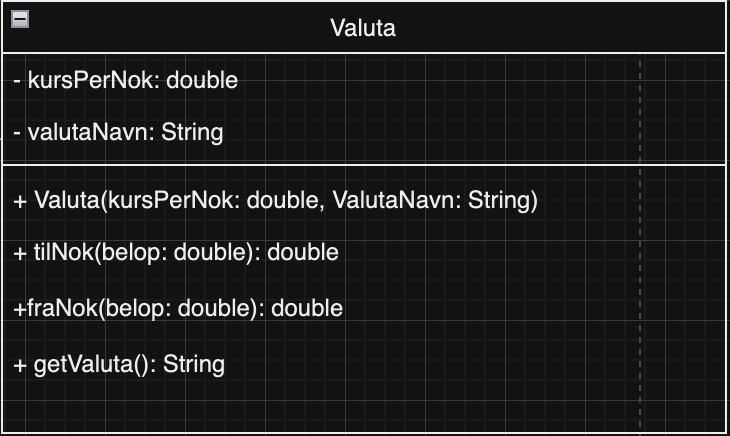 Valuta
- kursPerNok: double
- valutaNavn: String
+ Valuta(kursPerNok: double, ValutaNavn: String)
+ tilNok(belop: double): double
+fraNok(belop: double): double
+ getValuta(): String